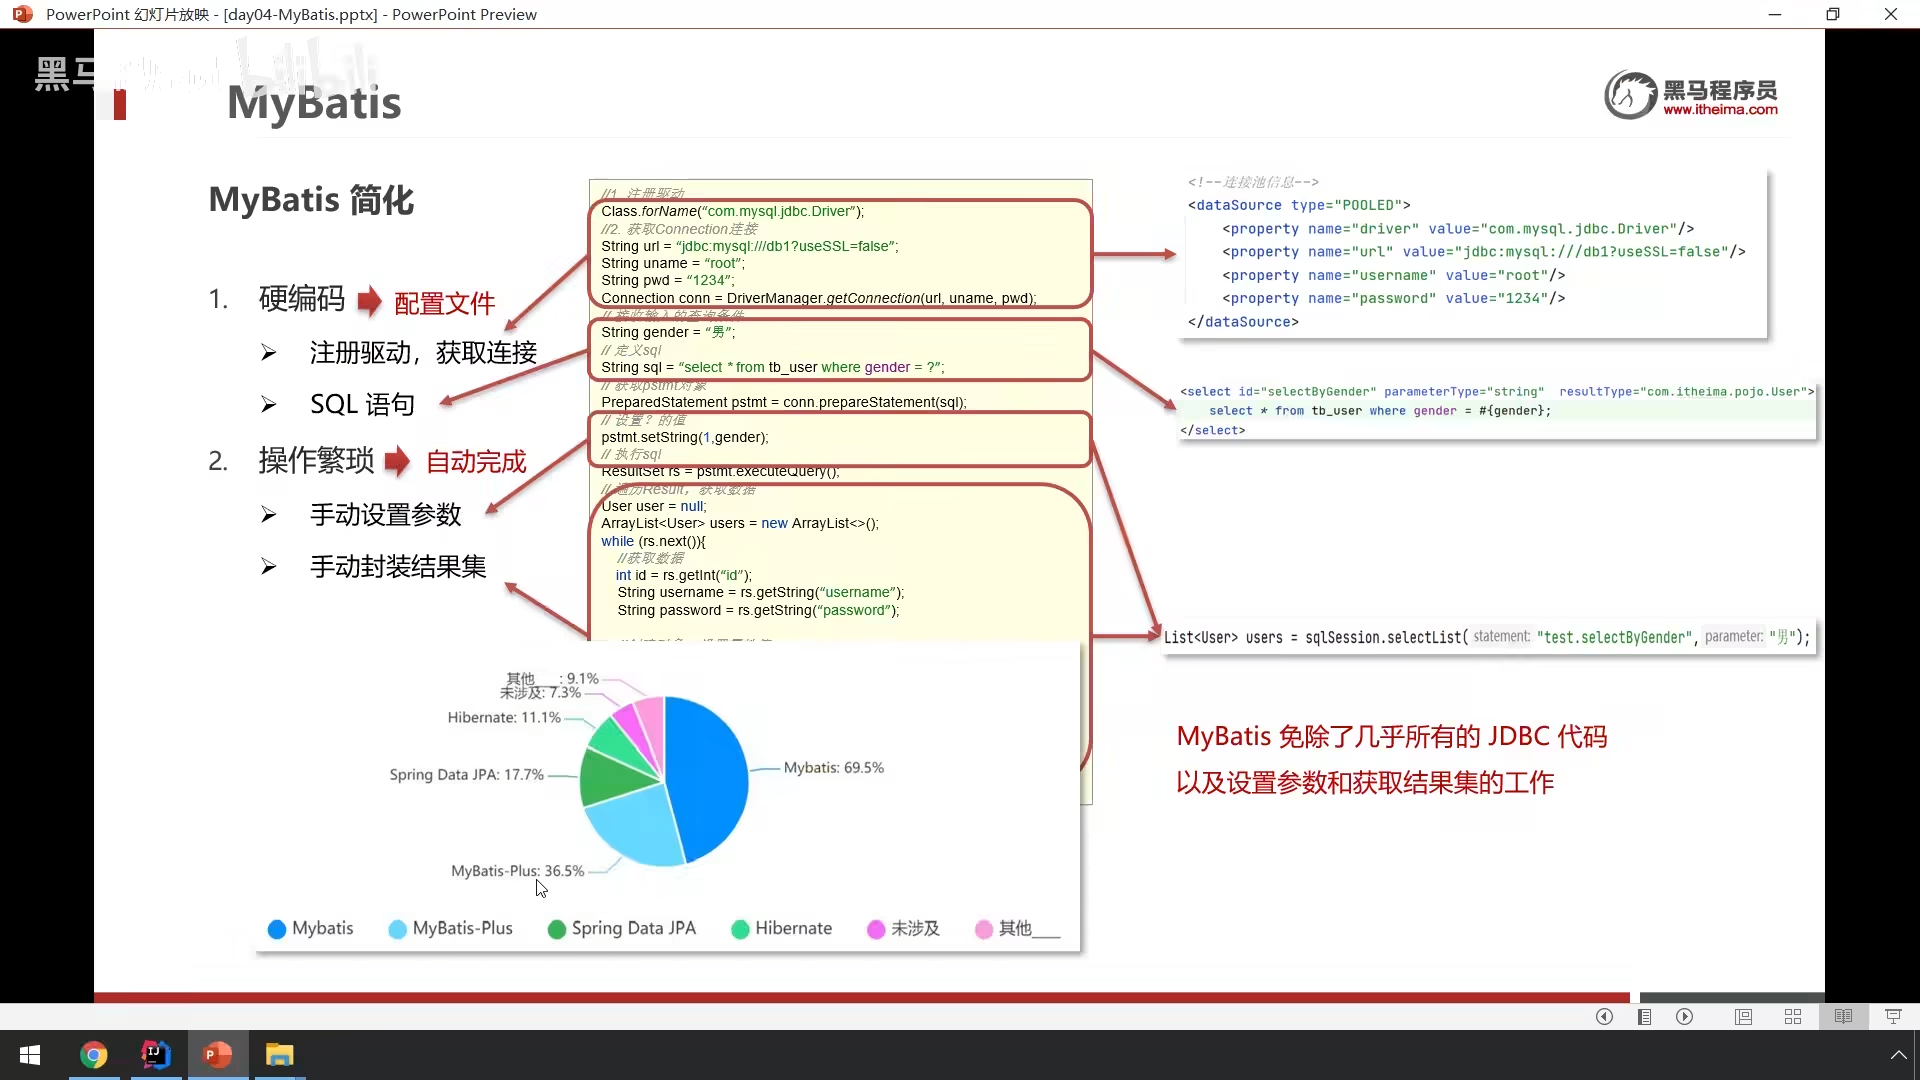 PowerPoint 幻灯片放映 - [day04-MyBatis.pptx] - PowerPoint Preview
黑马
bilibili
MyBatis
黑马程序员
www.itheima.com
MyBatis 简化
1. 硬编码 配置文件
注册驱动，获取连接
SQL 语句
2. 操作繁琐 自动完成
手动设置参数
手动封装结果集
//1. 注册驱动
Class.forName(“com.mysql.jdbc.Driver”);
//2. 获取Connection连接
String url = “jdbc:mysql:///db1?useSSL=false”;
String uname = “root”;
String pwd = “1234”;
Connection conn = DriverManager.getConnection(url, uname, pwd);
// 接收输入的查询条件
String gender = “男”;
// 定义sql
String sql = “select * from tb_user where gender = ?”;
// 获取pstmt对象
PreparedStatement pstmt = conn.prepareStatement(sql);
// 设置？的值
pstmt.setString(1,gender);
// 执行sql
ResultSet rs = pstmt.executeQuery();
// 遍历Result，获取数据
User user = null;
ArrayList<User> users = new ArrayList<>();
while (rs.next()){
//获取数据
int id = rs.getInt(“id”);
String username = rs.getString(“username”);
String password = rs.getString(“password”);
<!--连接池信息-->
<dataSource type="POOLED">
<property name="driver" value="com.mysql.jdbc.Driver"/>
<property name="url" value="jdbc:mysql:///db1?useSSL=false"/>
<property name="username" value="root"/>
<property name="password" value="1234"/>
</dataSource>
<select id="selectByGender" parameterType="string" resultType="com.itheima.pojo.User">
select * from tb_user where gender = #{gender};
</select>
List<User> users = sqlSession.selectList( statement: "test.selectByGender", parameter: "男");
MyBatis 免除了几乎所有的 JDBC 代码
以及设置参数和获取结果集的工作
其他___: 9.1%
未涉及: 7.3%
Hibernate: 11.1%
Spring Data JPA: 17.7%
Mybatis: 69.5%
MyBatis-Plus: 36.5%
Mybatis MyBatis-Plus Spring Data JPA Hibernate 未涉及 其他___